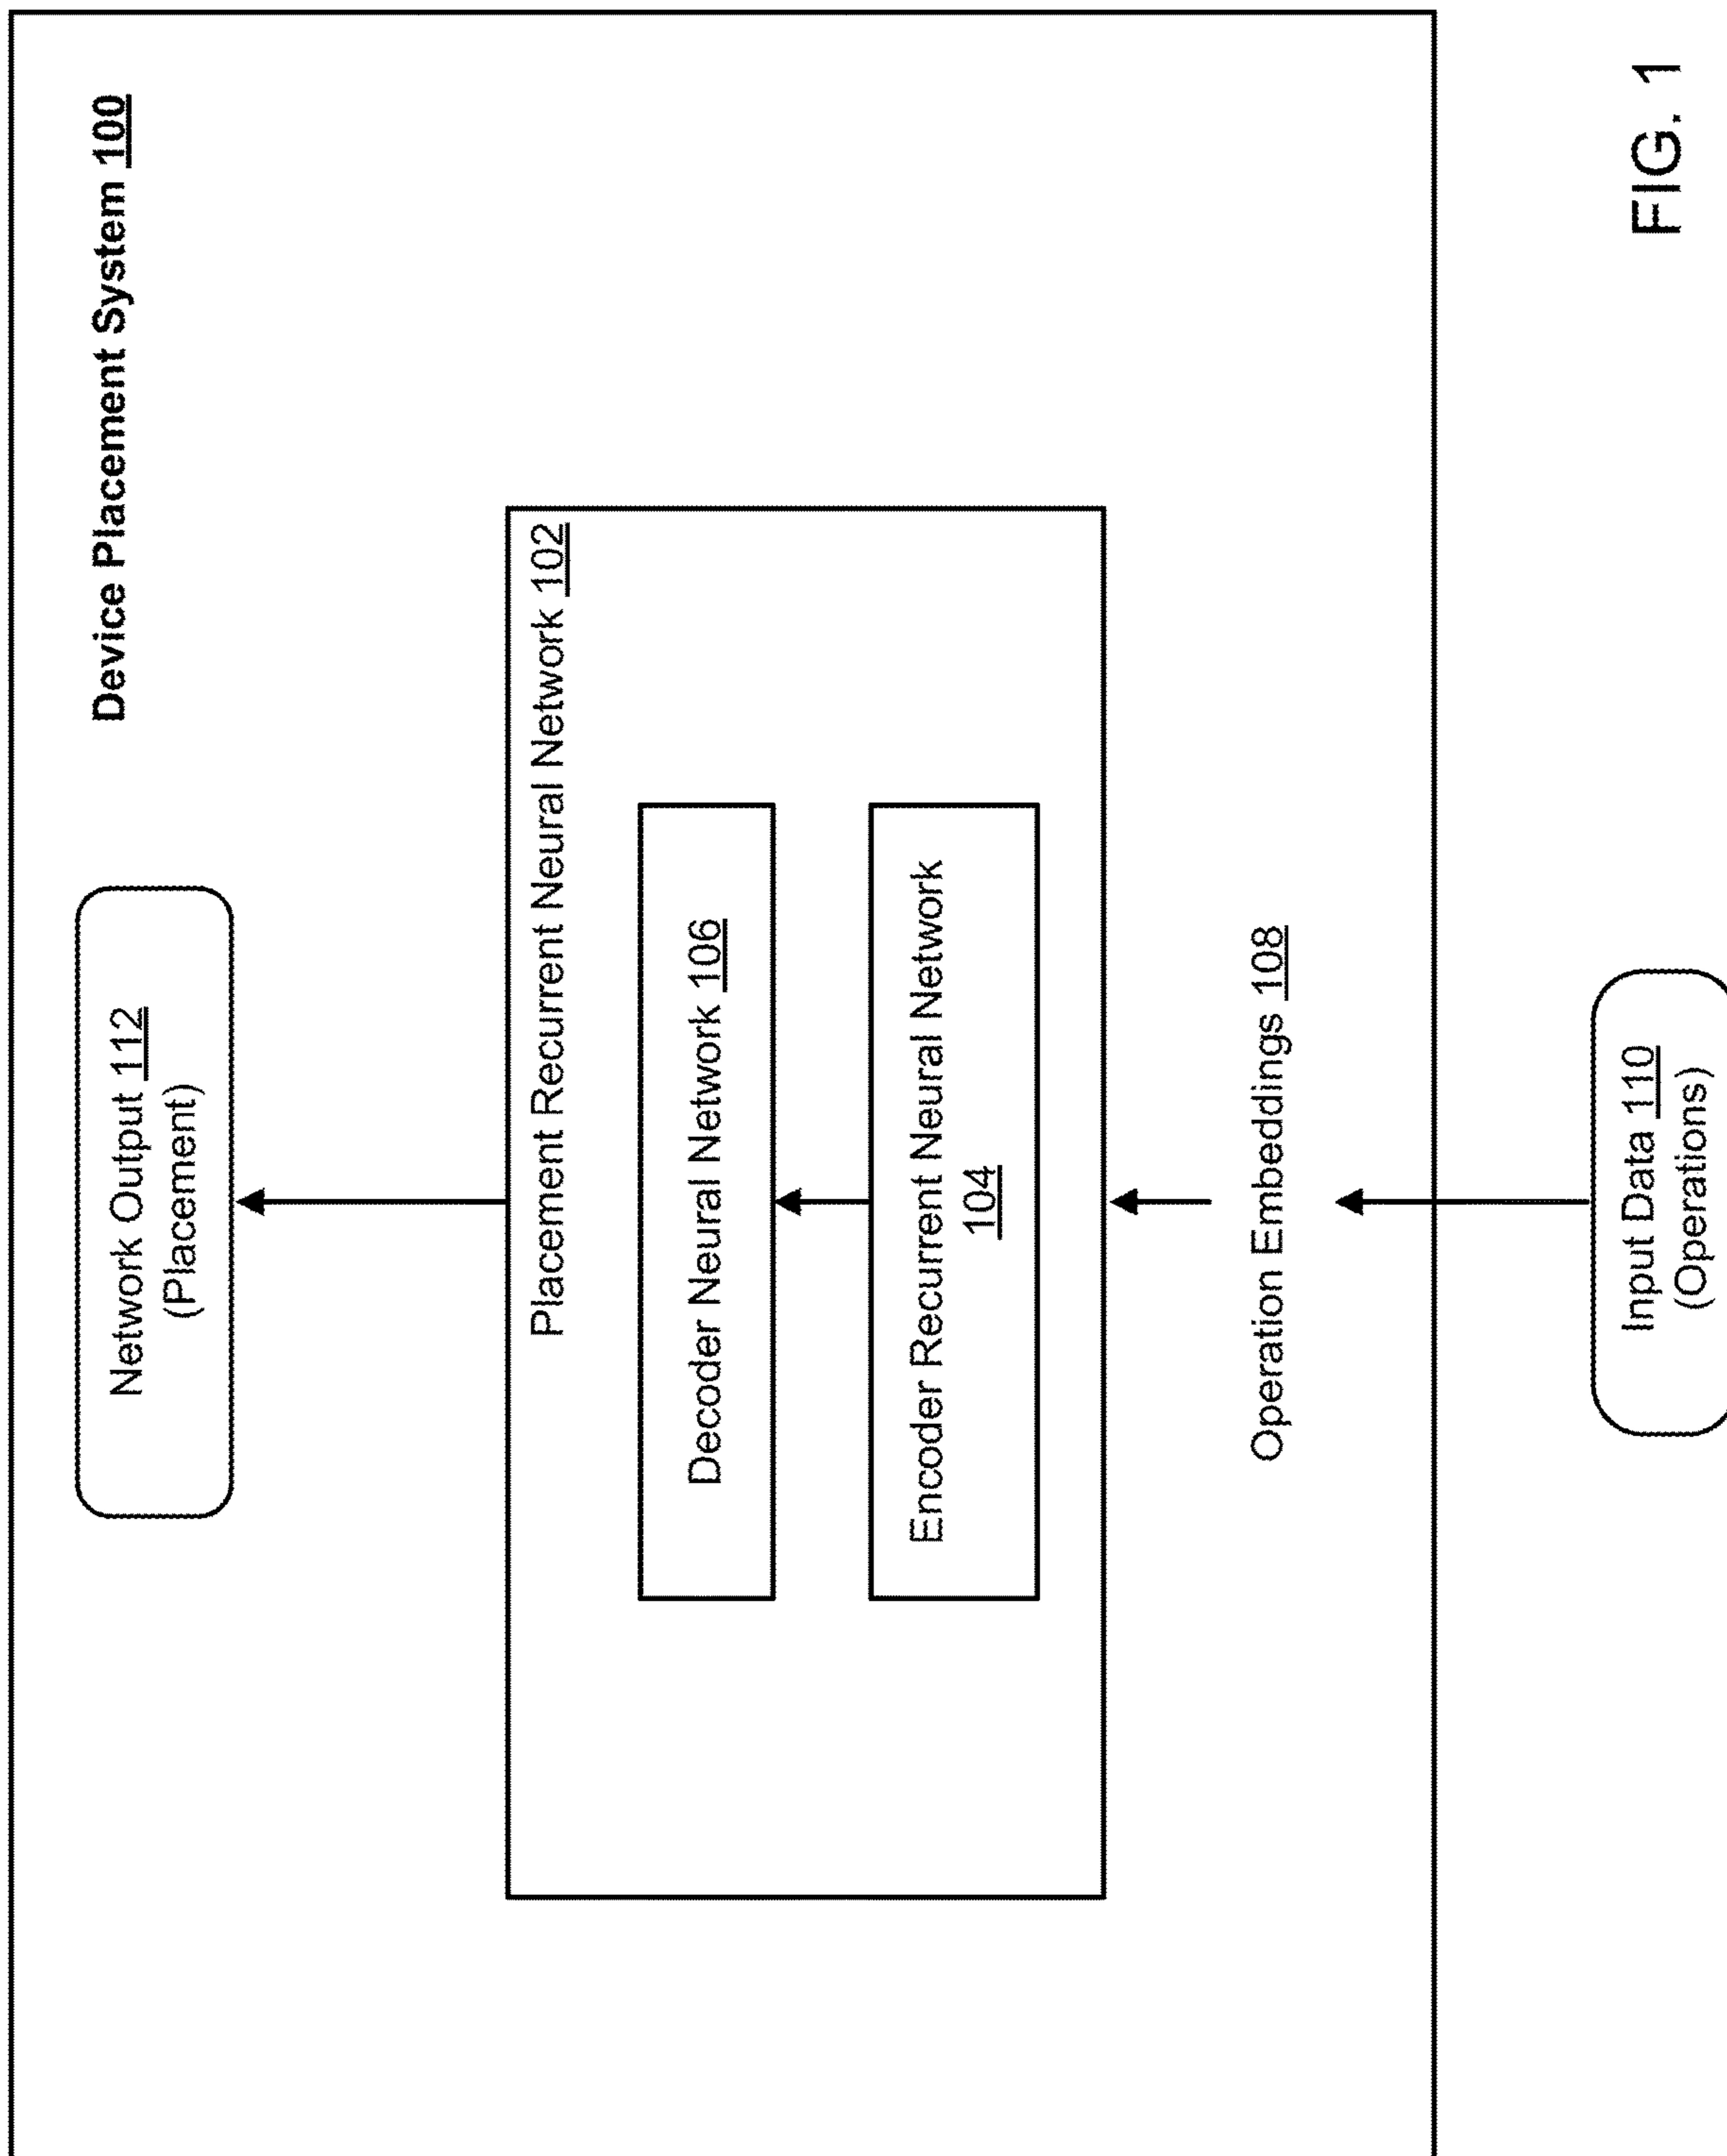 Device Placement System 100
Network Output 112
(Placement)
Placement Recurrent Neural Network 102
Decoder Neural Network 106
Encoder Recurrent Neural Network
104
Operation Embeddings 108
Input Data 110
(Operations)
FIG. 1